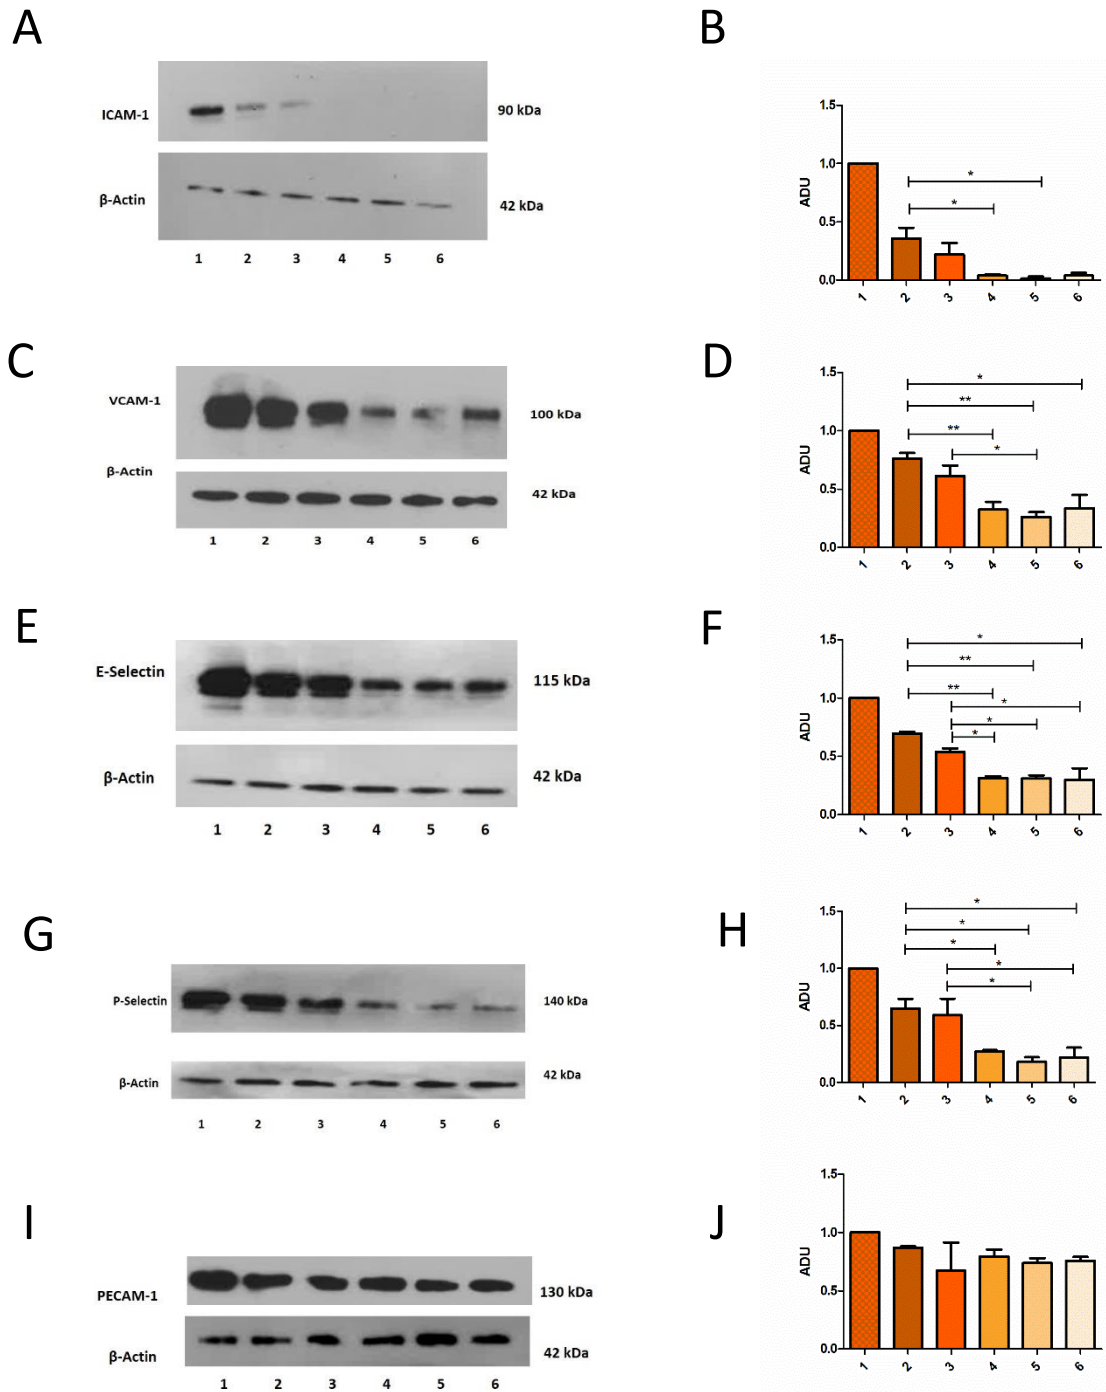 A
ICAM-1
90 kDa
β-Actin
42 kDa
1 2 3 4 5 6
B
1.5
1.0
0.5
0.0
ADU
*
*
1 2 3 4 5 6
C
VCAM-1
100 kDa
β-Actin
42 kDa
1 2 3 4 5 6
D
1.5
1.0
0.5
0.0
ADU
*
**
**
*
1 2 3 4 5 6
E
E-Selectin
115 kDa
β-Actin
42 kDa
1 2 3 4 5 6
F
1.5
1.0
0.5
0.0
ADU
*
**
**
*
*
*
1 2 3 4 5 6
G
P-Selectin
140 kDa
β-Actin
42 kDa
1 2 3 4 5 6
H
1.5
1.0
0.5
0.0
ADU
*
*
*
*
*
1 2 3 4 5 6
I
PECAM-1
130 kDa
β-Actin
42 kDa
1 2 3 4 5 6
J
1.5
1.0
0.5
0.0
ADU
1 2 3 4 5 6